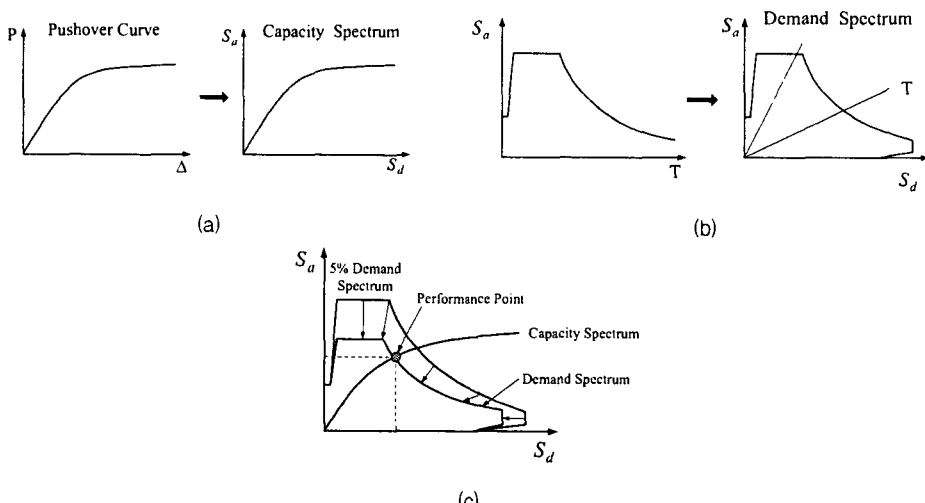 P
Pushover Curve
Δ
S_a
Capacity Spectrum
S_d
(a)
S_a
T
Demand Spectrum
S_a
T
S_d
(b)
S_a
5% Demand
Spectrum
Performance Point
Capacity Spectrum
Demand Spectrum
S_d
(c)